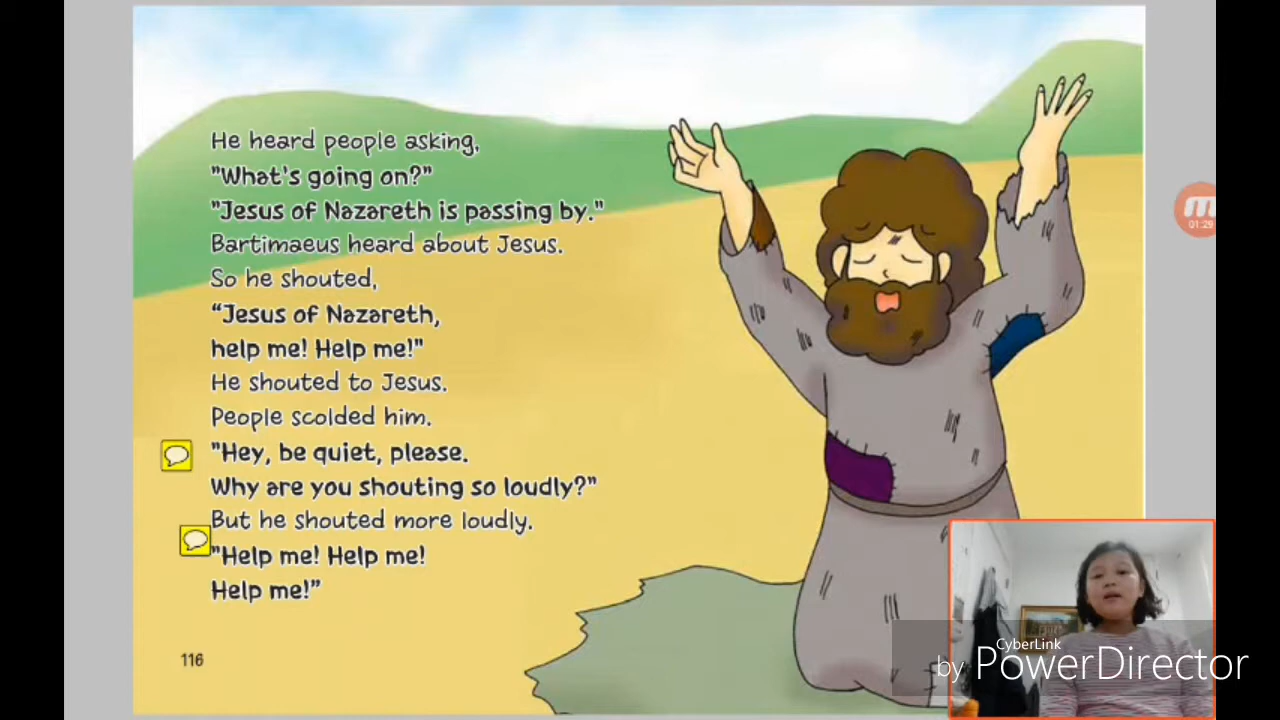 He heard people asking,
"What's going on?"
"Jesus of Nazareth is passing by."
Bartimaeus heard about Jesus.
So he shouted,
“Jesus of Nazareth,
help me! Help me!"
He shouted to Jesus.
People scolded him.
"Hey, be quiet, please.
Why are you shouting so loudly?"
But he shouted more loudly.
"Help me! Help me!
Help me!”
116
M
01:29
CyberLink
by PowerDirector